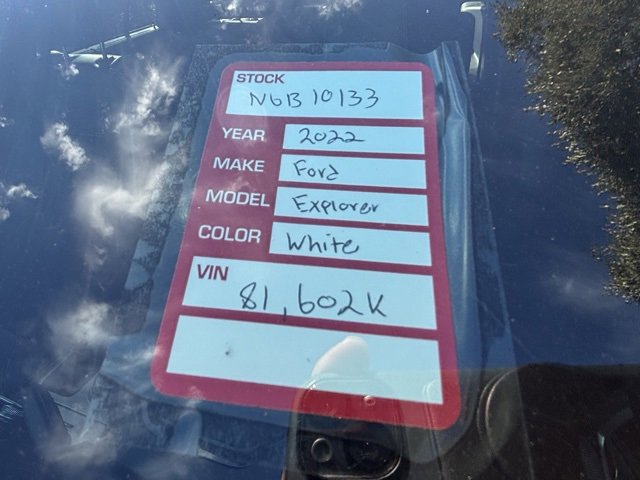 STOCK
N6B10133
YEAR 2022
MAKE Ford
MODEL Explorer
COLOR White
VIN
81,602K